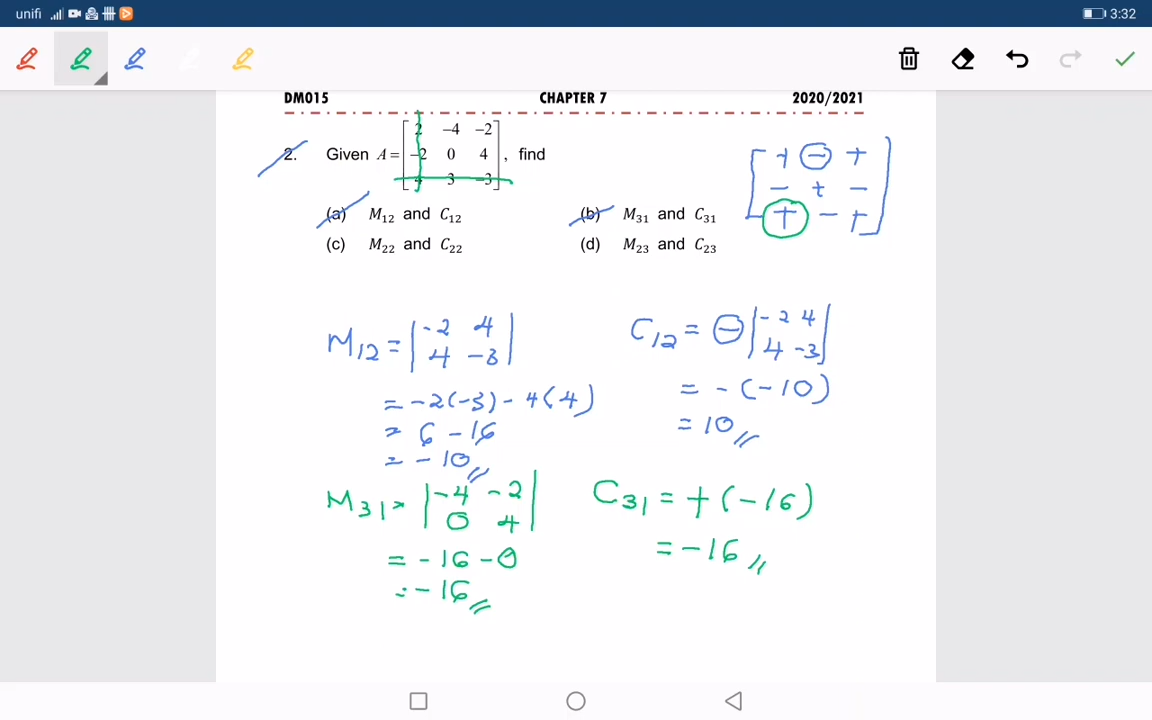 unifi 3:32
DM015 CHAPTER 7 2020/2021
2. Given A = [ 2 -4 -2 ; -2 0 4 ; 4 3 -3 ] , find
[ + - + ; - + - ; + - + ]
(a) M12 and C12 (b) M31 and C31
(c) M22 and C22 (d) M23 and C23
M12 = | -2 4 ; 4 -3 |
= -2(-3) - 4(4)
= 6 - 16
= -10
C12 = - | -2 4 ; 4 -3 |
= - (-10)
= 10
M31 = | -4 -2 ; 0 4 |
= -16 - 0
= -16
C31 = + (-16)
= -16